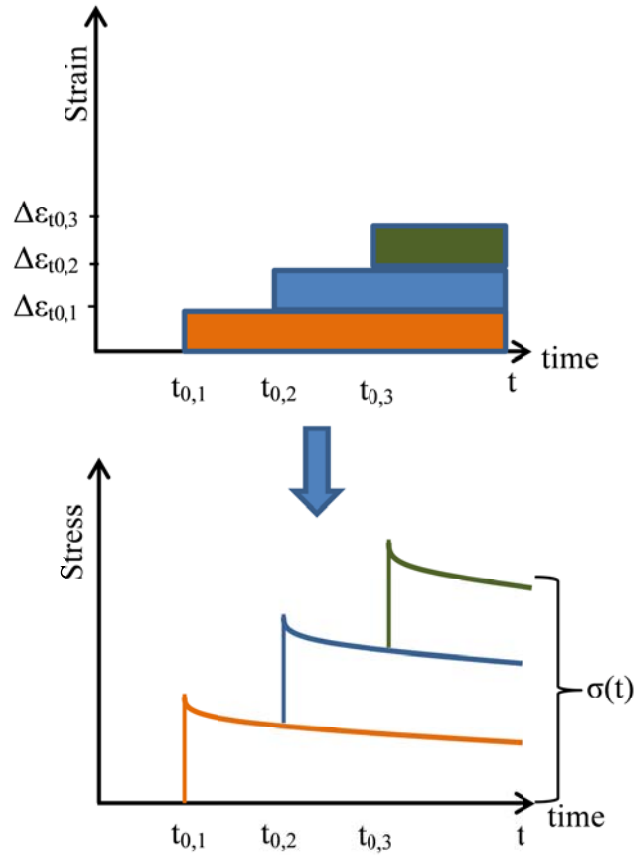 Strain
Δε_t0,3
Δε_t0,2
Δε_t0,1
time
t_0,1 t_0,2 t_0,3 t
Stress
σ(t)
time
t_0,1 t_0,2 t_0,3 t